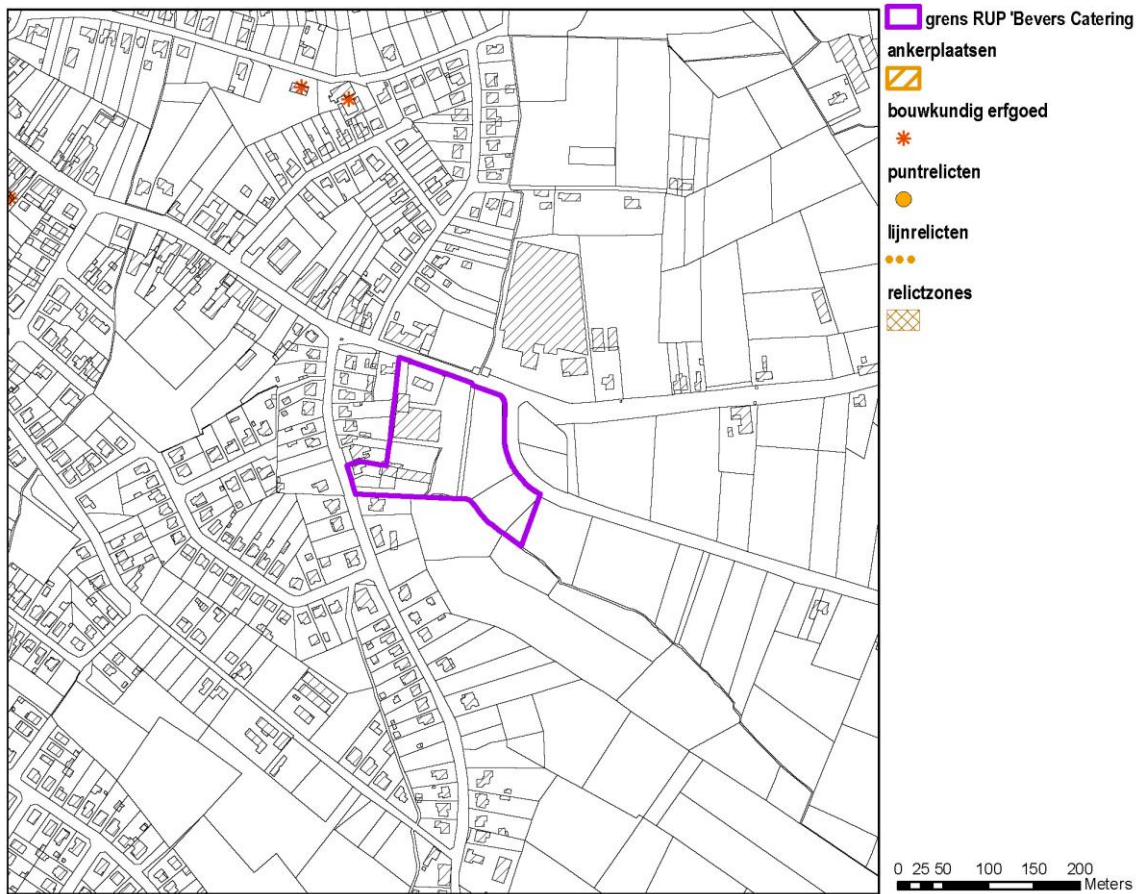 grens RUP 'Bevers Catering
ankerplaatsen
bouwkundig erfgoed
puntrelicten
lijnrelicten
relictzones
0 25 50 100 150 200
Meters